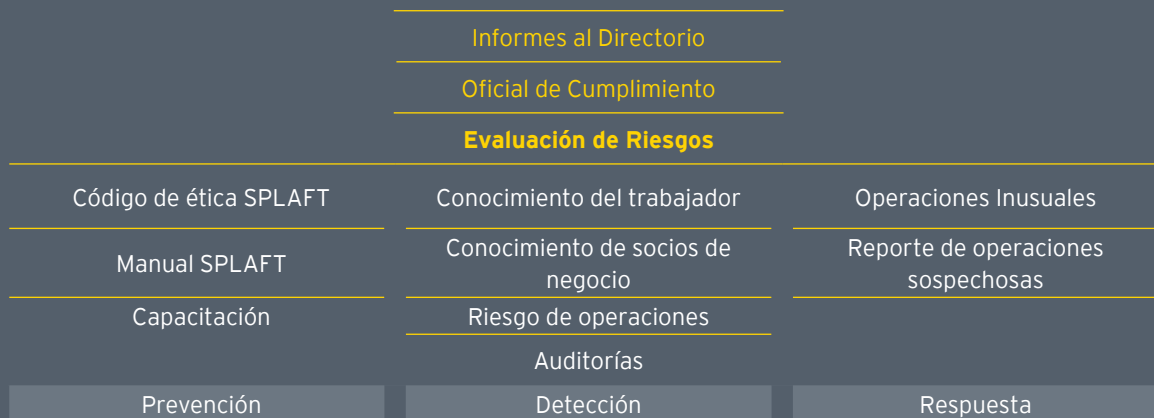 Informes al Directorio
Oficial de Cumplimiento
Evaluación de Riesgos
Código de ética SPLAFT
Conocimiento del trabajador
Operaciones Inusuales
Manual SPLAFT
Conocimiento de socios de
negocio
Reporte de operaciones
sospechosas
Capacitación
Riesgo de operaciones
Auditorías
Prevención
Detección
Respuesta